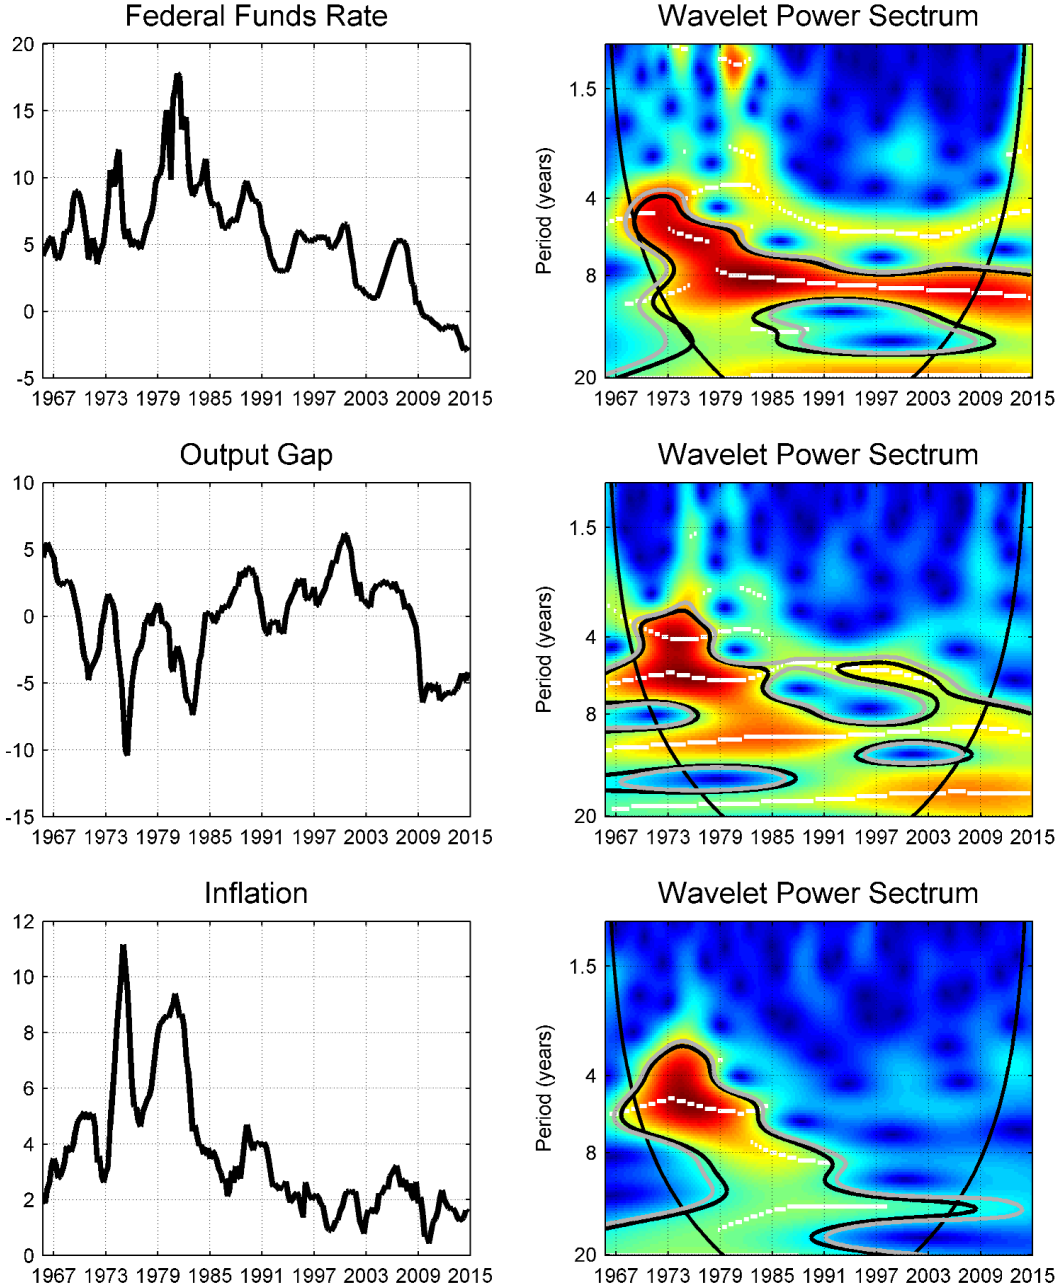 Federal Funds Rate
20
15
10
5
0
-5
1967 1973 1979 1985 1991 1997 2003 2009 2015
Wavelet Power Sectrum
Period (years)
1.5
4
8
20
1967 1973 1979 1985 1991 1997 2003 2009 2015
Output Gap
10
5
0
-5
-10
-15
1967 1973 1979 1985 1991 1997 2003 2009 2015
Wavelet Power Sectrum
Period (years)
1.5
4
8
20
1967 1973 1979 1985 1991 1997 2003 2009 2015
Inflation
12
10
8
6
4
2
0
1967 1973 1979 1985 1991 1997 2003 2009 2015
Wavelet Power Sectrum
Period (years)
1.5
4
8
20
1967 1973 1979 1985 1991 1997 2003 2009 2015